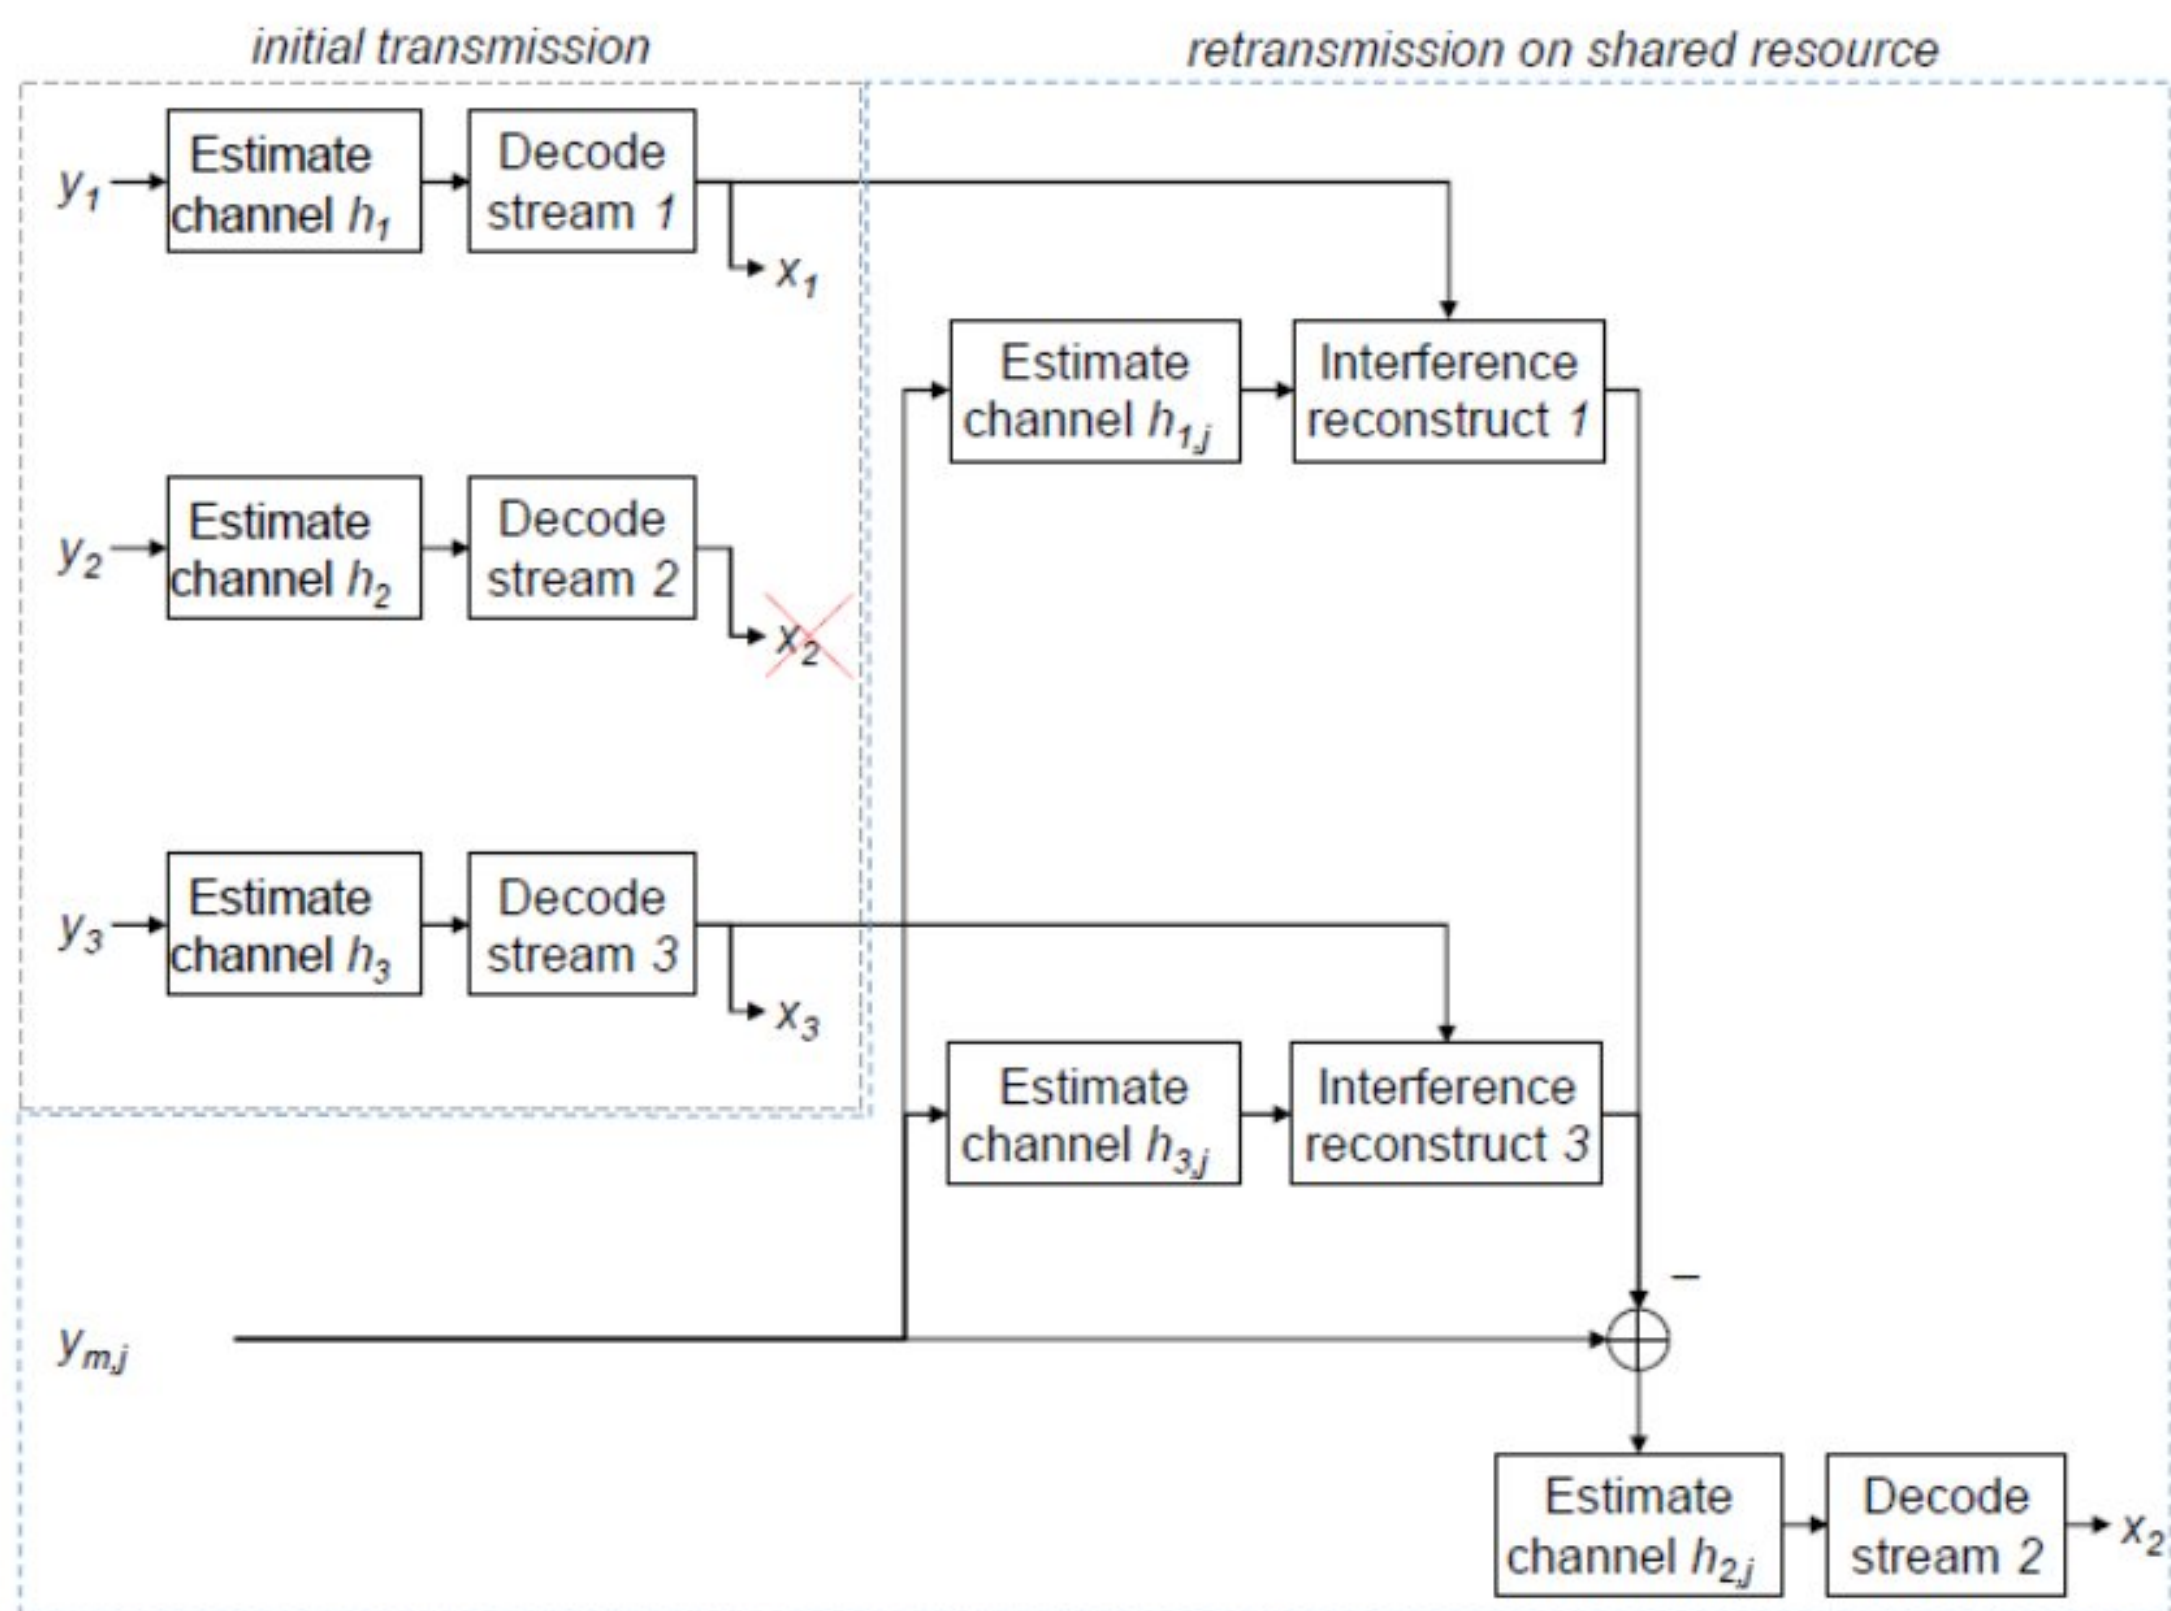 initial transmission
retransmission on shared resource
y1
Estimate
channel h1
Decode
stream 1
x1
Estimate
channel h1,j
Interference
reconstruct 1
y2
Estimate
channel h2
Decode
stream 2
x2
y3
Estimate
channel h3
Decode
stream 3
x3
Estimate
channel h3,j
Interference
reconstruct 3
–
ym,j
Estimate
channel h2,j
Decode
stream 2
x2